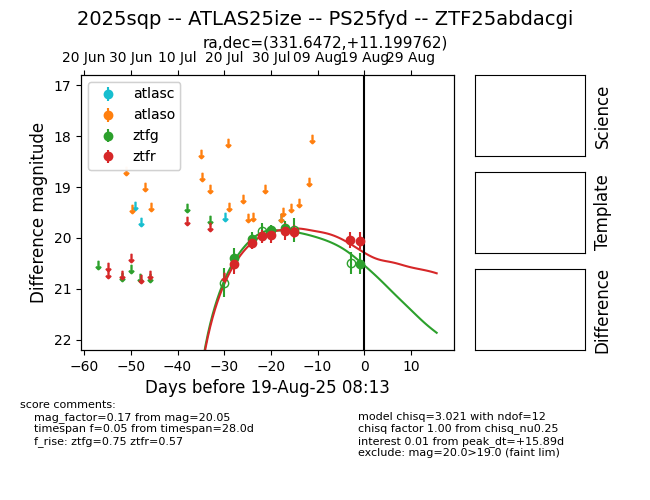 2025sqp -- ATLAS25ize -- PS25fyd -- ZTF25abdacgi
ra,dec=(331.6472,+11.199762)
20 Jun 30 Jun 10 Jul 20 Jul 30 Jul 09 Aug 19 Aug 29 Aug
atlasc
atlaso
ztfg
ztfr
17
18
19
20
21
22
Difference magnitude
−60 −50 −40 −30 −20 −10 0 10
Days before 19-Aug-25 08:13
Science
Template
Difference
score comments:
mag_factor=0.17 from mag=20.05
timespan f=0.05 from timespan=28.0d
f_rise: ztfg=0.75 ztfr=0.57
model chisq=3.021 with ndof=12
chisq factor 1.00 from chisq_nu0.25
interest 0.01 from peak_dt=+15.89d
exclude: mag=20.0>19.0 (faint lim)